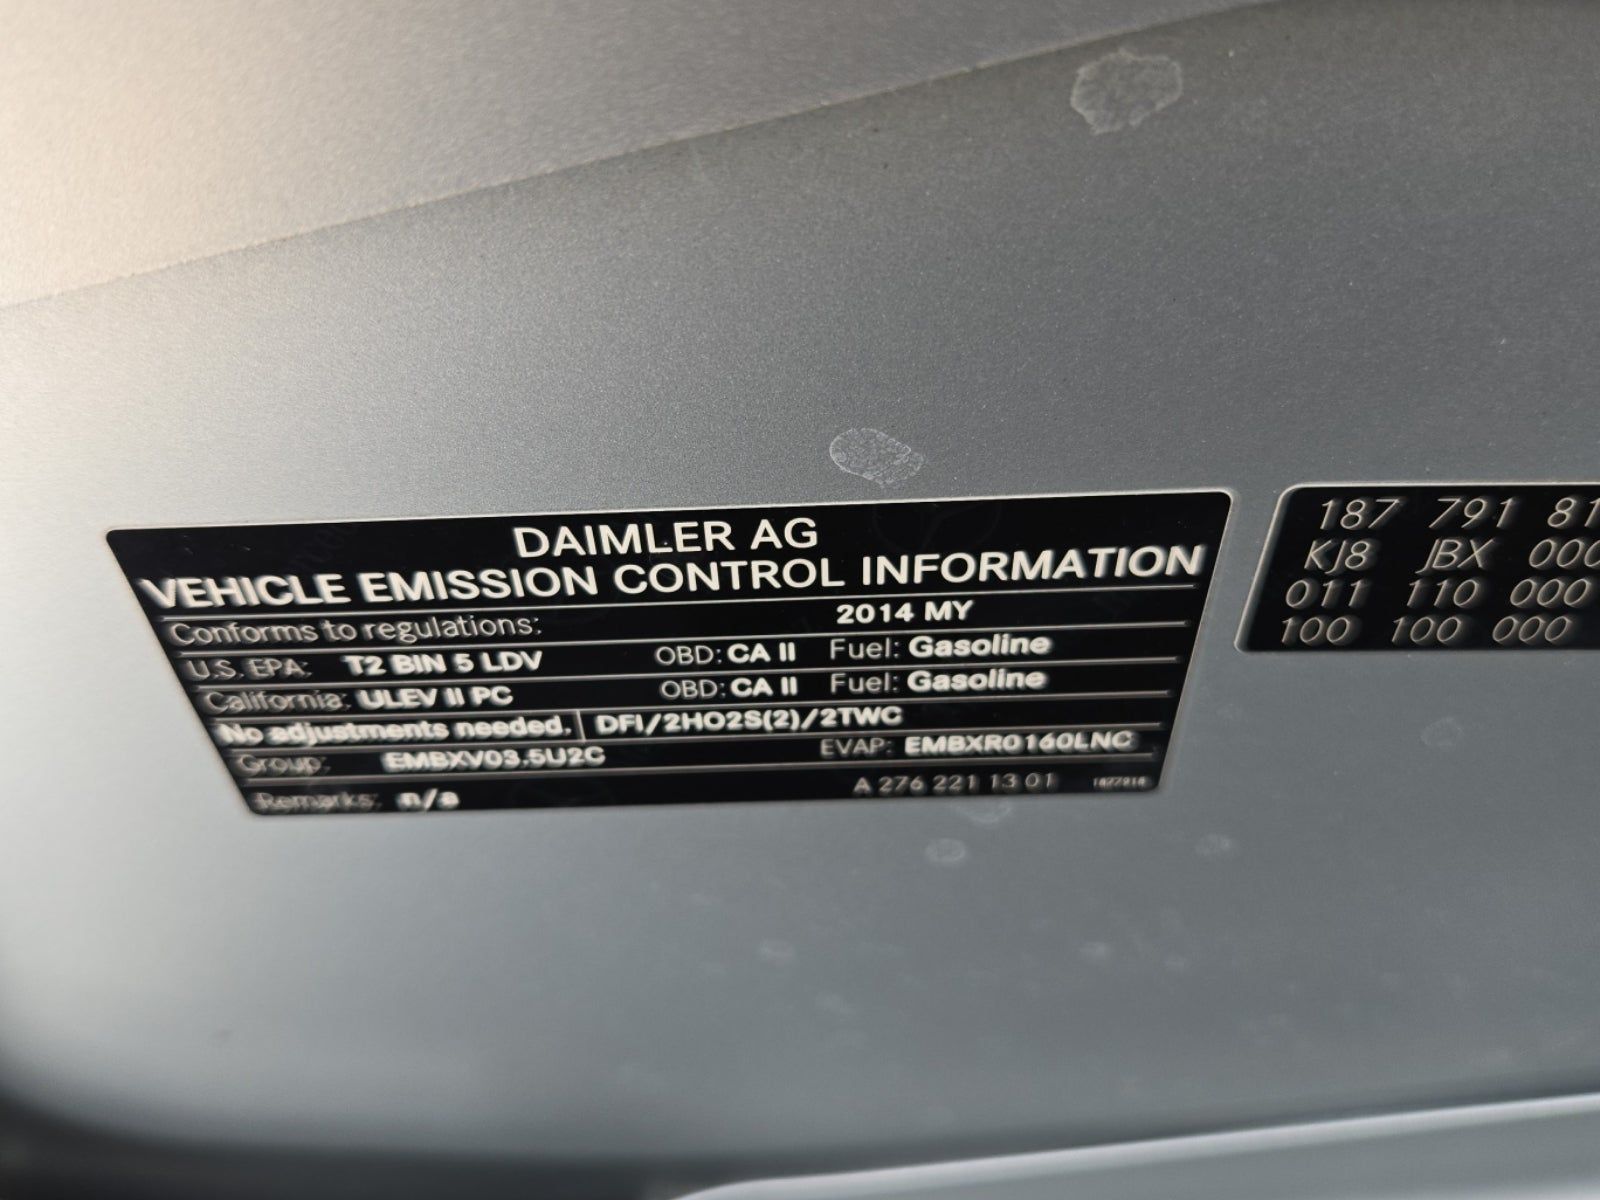 DAIMLER AG
VEHICLE EMISSION CONTROL INFORMATION
Conforms to regulations: 2014 MY
U.S. EPA: T2 BIN 5 LDV OBD: CA II Fuel: Gasoline
California: ULEV II PC OBD: CA II Fuel: Gasoline
No adjustments needed. DFI/2HO2S(2)/2TWC
Group: EMBXV03.5U2C EVAP: EMBXR0160LNC
Remarks: n/a A 276 221 13 01
187 791 81
KJ8 JBX 000
011 110 000
100 100 000